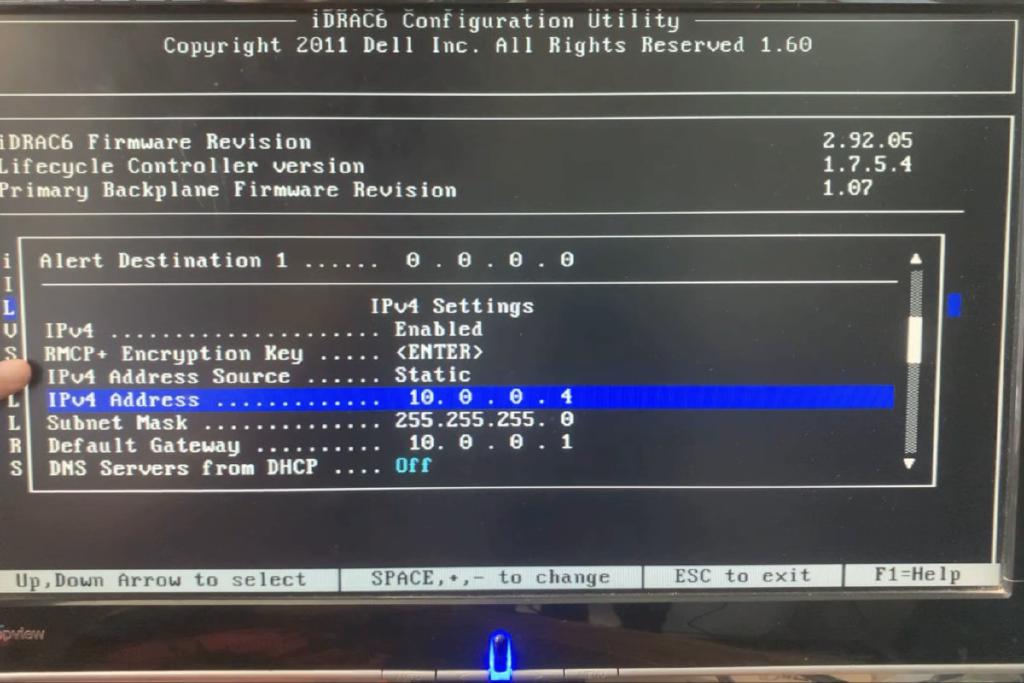 iDRAC6 Configuration Utility
Copyright 2011 Dell Inc. All Rights Reserved 1.60
iDRAC6 Firmware Revision 2.92.05
Lifecycle Controller version 1.7.5.4
Primary Backplane Firmware Revision 1.07
i
Alert Destination 1 ...... 0 . 0 . 0 . 0
I
L IPv4 Settings
V IPv4 ..................... Enabled
S RMCP+ Encryption Key ..... <ENTER>
IPv4 Address Source ...... Static
L IPv4 Address ............. 10. 0 . 0 . 4
L Subnet Mask .............. 255.255.255. 0
R Default Gateway .......... 10. 0 . 0 . 1
S DNS Servers from DHCP .... Off
Up,Down Arrow to select SPACE,+,- to change ESC to exit F1=Help
pview